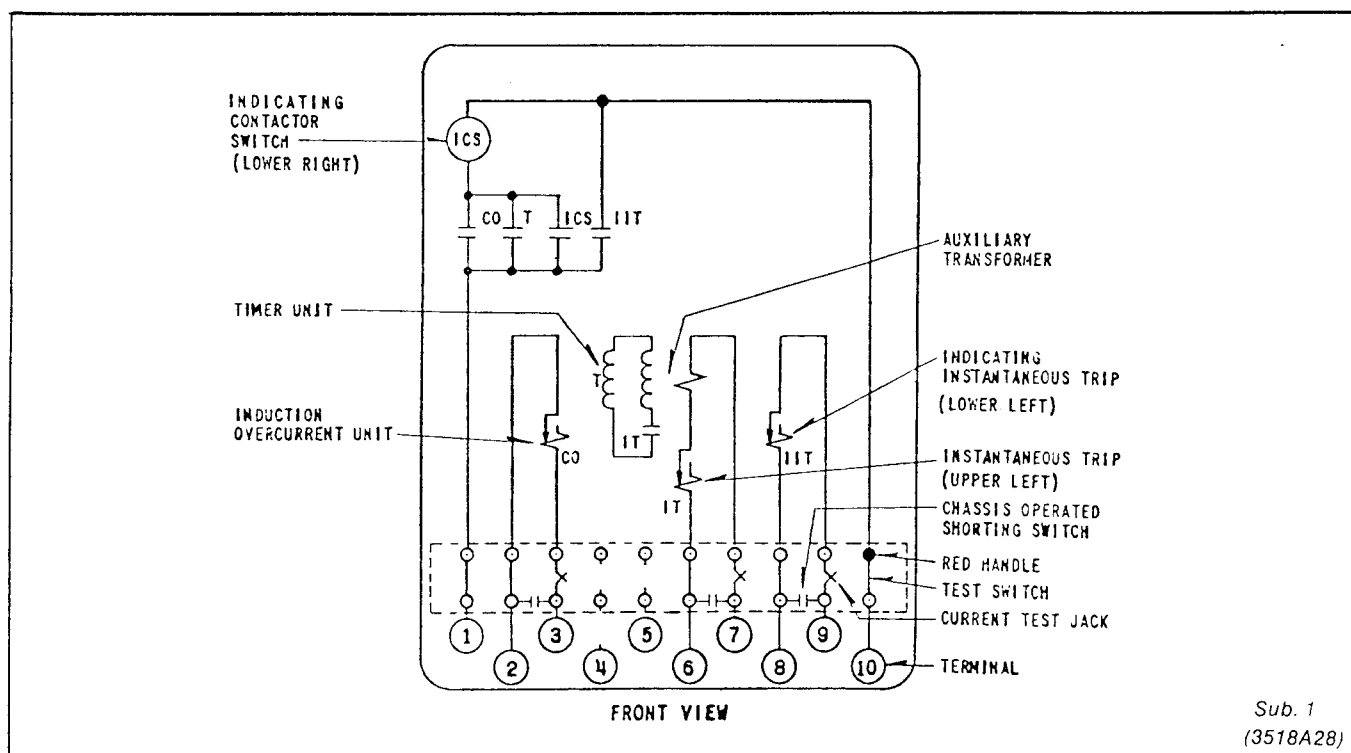 INDICATING
CONTACTOR
SWITCH
(LOWER RIGHT)
ICS
CO
T
ICS
IIT
AUXILIARY
TRANSFORMER
TIMER UNIT
T
INDICATING
INSTANTANEOUS TRIP
(LOWER LEFT)
INDUCTION
OVERCURRENT UNIT
CO
IT
IIT
INSTANTANEOUS TRIP
(UPPER LEFT)
IT
CHASSIS OPERATED
SHORTING SWITCH
RED HANDLE
TEST SWITCH
CURRENT TEST JACK
1
2
3
4
5
6
7
8
9
10
TERMINAL
FRONT VIEW
Sub. 1
(3518A28)